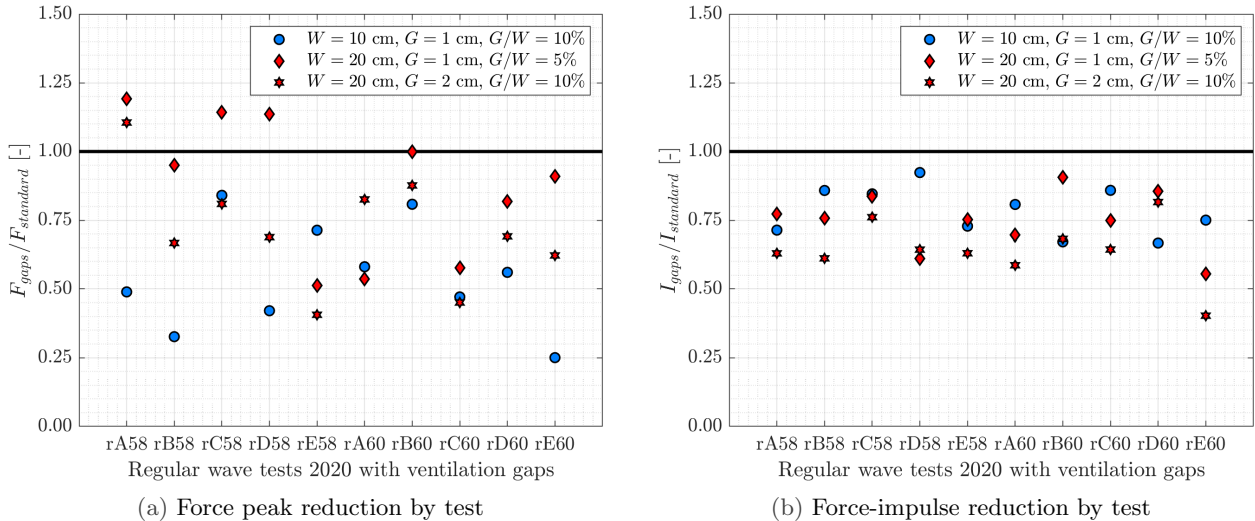 1.50
1.25
1.00
0.75
0.50
0.25
0.00
F_gaps/F_standard [-]
W = 10 cm, G = 1 cm, G/W = 10%
W = 20 cm, G = 1 cm, G/W = 5%
W = 20 cm, G = 2 cm, G/W = 10%
rA58 rB58 rC58 rD58 rE58 rA60 rB60 rC60 rD60 rE60
Regular wave tests 2020 with ventilation gaps
(a) Force peak reduction by test
1.50
1.25
1.00
0.75
0.50
0.25
0.00
I_gaps/I_standard [-]
W = 10 cm, G = 1 cm, G/W = 10%
W = 20 cm, G = 1 cm, G/W = 5%
W = 20 cm, G = 2 cm, G/W = 10%
rA58 rB58 rC58 rD58 rE58 rA60 rB60 rC60 rD60 rE60
Regular wave tests 2020 with ventilation gaps
(b) Force-impulse reduction by test